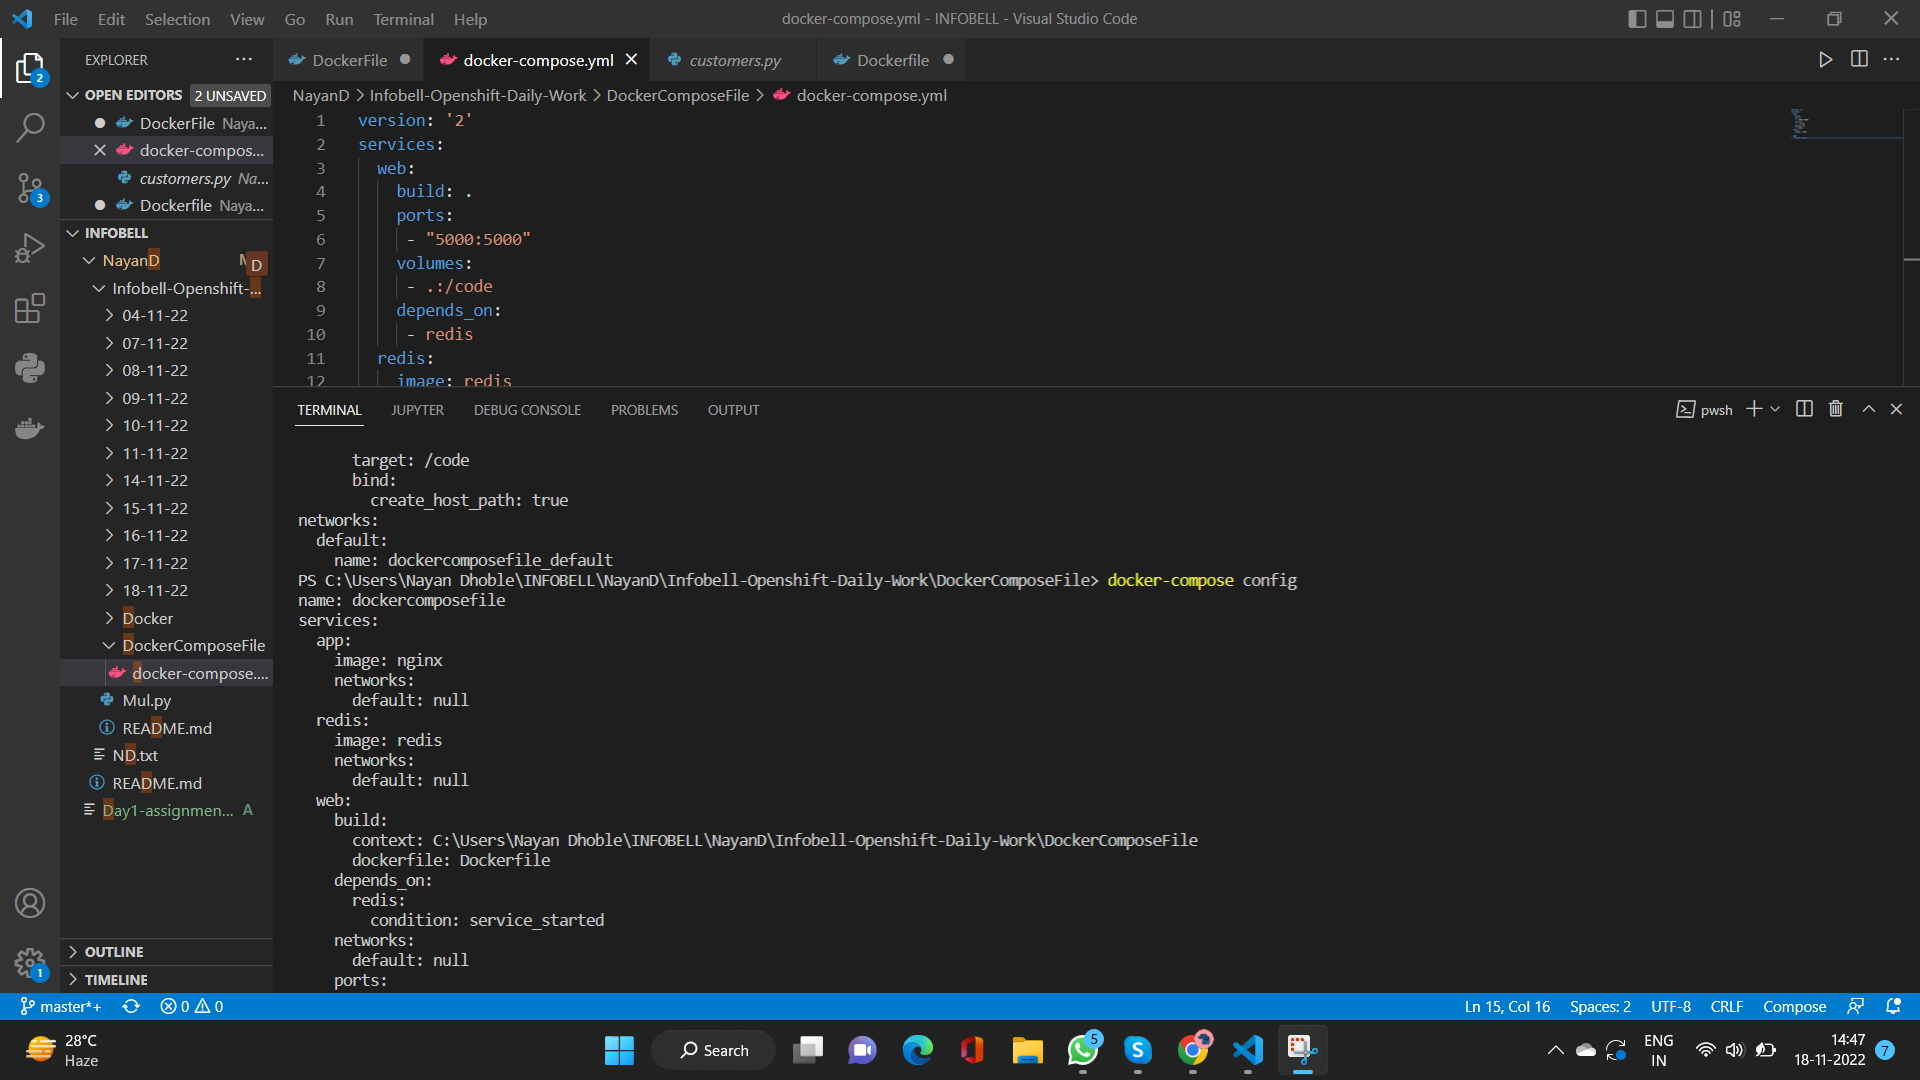 File Edit Selection View Go Run Terminal Help
docker-compose.yml - INFOBELL - Visual Studio Code
EXPLORER
DockerFile
docker-compose.yml
customers.py
Dockerfile
OPEN EDITORS 2 UNSAVED
DockerFile Naya...
docker-compos...
customers.py Na...
Dockerfile Naya...
INFOBELL
NayanD
D
Infobell-Openshift-...
04-11-22
07-11-22
08-11-22
09-11-22
10-11-22
11-11-22
14-11-22
15-11-22
16-11-22
17-11-22
18-11-22
Docker
DockerComposeFile
docker-compose....
Mul.py
README.md
ND.txt
README.md
Day1-assignmen... A
OUTLINE
TIMELINE
2
3
1
NayanD > Infobell-Openshift-Daily-Work > DockerComposeFile > docker-compose.yml
1 version: '2'
2 services:
3 web:
4 build: .
5 ports:
6 - "5000:5000"
7 volumes:
8 - .:/code
9 depends_on:
10 - redis
11 redis:
12 image: redis
TERMINAL JUPYTER DEBUG CONSOLE PROBLEMS OUTPUT
pwsh
target: /code
bind:
create_host_path: true
networks:
default:
name: dockercomposefile_default
PS C:\Users\Nayan Dhoble\INFOBELL\NayanD\Infobell-Openshift-Daily-Work\DockerComposeFile> docker-compose config
name: dockercomposefile
services:
app:
image: nginx
networks:
default: null
redis:
image: redis
networks:
default: null
web:
build:
context: C:\Users\Nayan Dhoble\INFOBELL\NayanD\Infobell-Openshift-Daily-Work\DockerComposeFile
dockerfile: Dockerfile
depends_on:
redis:
condition: service_started
networks:
default: null
ports:
master*+ 0 0
Ln 15, Col 16 Spaces: 2 UTF-8 CRLF Compose
28°C
Haze
Search
5
S
ENG
IN
14:47
18-11-2022
7